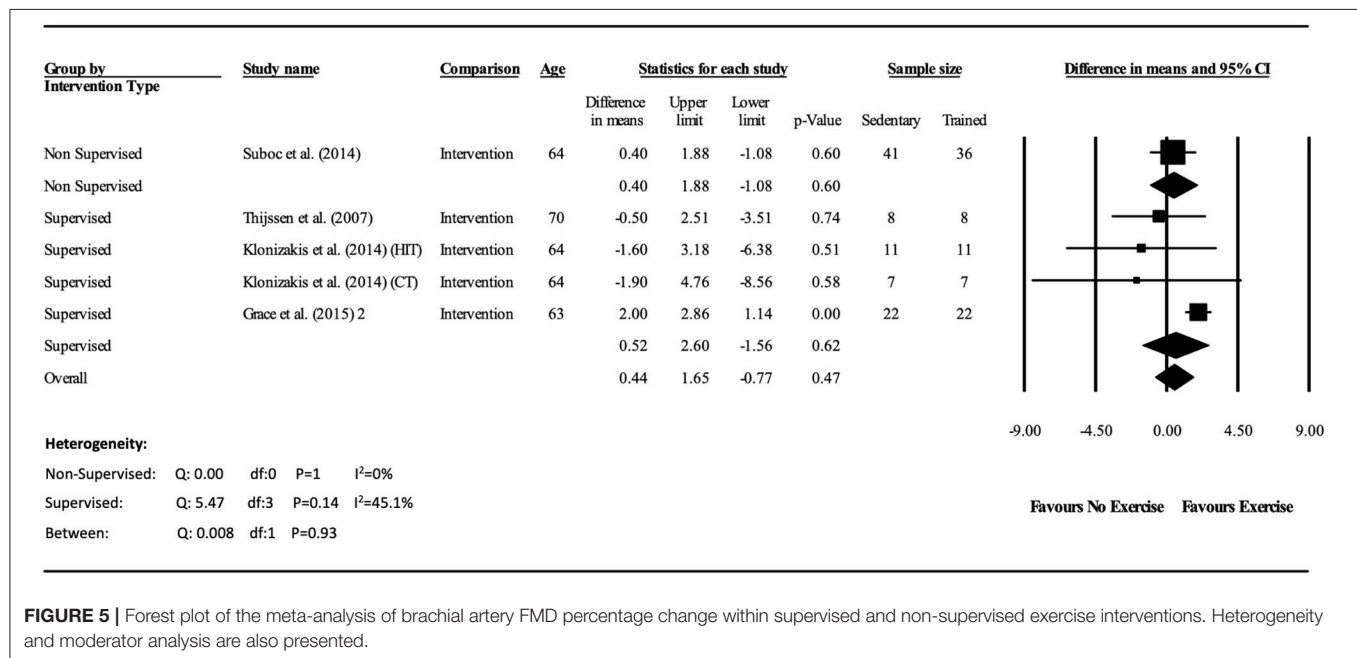 Group by Study name Comparison Age Statistics for each study Sample size Difference in means and 95% CI
Intervention Type
Difference in means Upper limit Lower limit p-Value Sedentary Trained
Non Supervised Suboc et al. (2014) Intervention 64 0.40 1.88 -1.08 0.60 41 36
Non Supervised 0.40 1.88 -1.08 0.60
Supervised Thijssen et al. (2007) Intervention 70 -0.50 2.51 -3.51 0.74 8 8
Supervised Klonizakis et al. (2014) (HIT) Intervention 64 -1.60 3.18 -6.38 0.51 11 11
Supervised Klonizakis et al. (2014) (CT) Intervention 64 -1.90 4.76 -8.56 0.58 7 7
Supervised Grace et al. (2015) 2 Intervention 63 2.00 2.86 1.14 0.00 22 22
Supervised 0.52 2.60 -1.56 0.62
Overall 0.44 1.65 -0.77 0.47
-9.00 -4.50 0.00 4.50 9.00
Heterogeneity:
Non-Supervised: Q: 0.00 df:0 P=1 I²=0%
Supervised: Q: 5.47 df:3 P=0.14 I²=45.1%
Favours No Exercise Favours Exercise
Between: Q: 0.008 df:1 P=0.93
FIGURE 5 | Forest plot of the meta-analysis of brachial artery FMD percentage change within supervised and non-supervised exercise interventions. Heterogeneity
and moderator analysis are also presented.